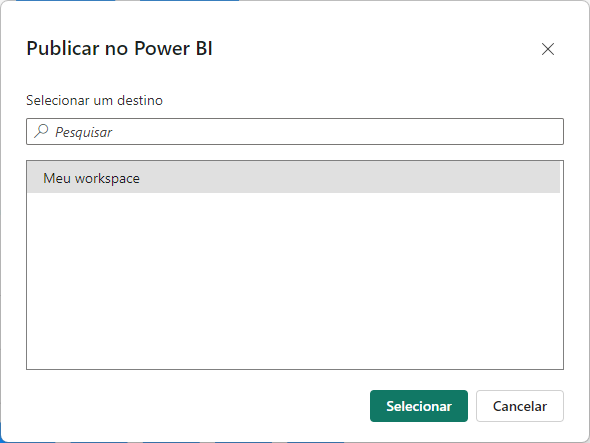 Publicar no Power BI
Selecionar um destino
Pesquisar
Meu workspace
Selecionar
Cancelar